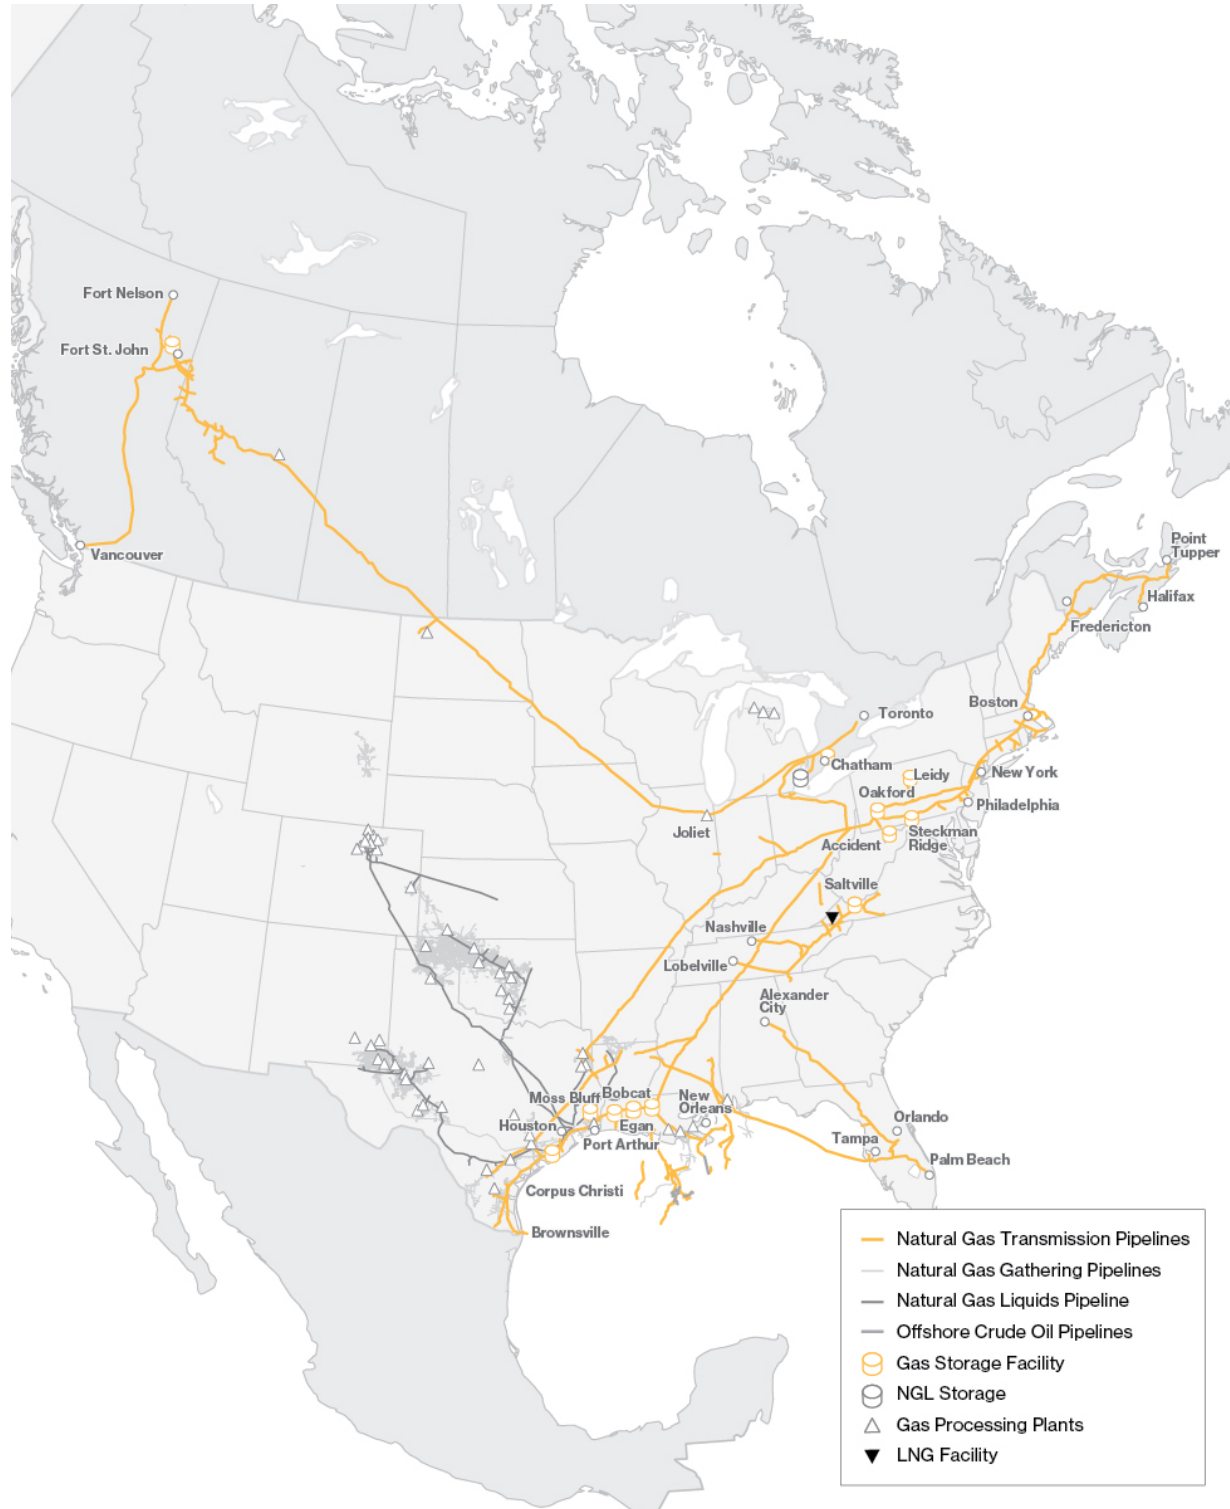 Fort Nelson
Fort St. John
Vancouver
Point
Tupper
Halifax
Fredericton
Boston
Toronto
Chatham
Leidy
New York
Oakford
Philadelphia
Joliet
Accident
Steckman
Ridge
Saltville
Nashville
Lobelville
Alexander
City
Moss Bluff
Bobcat
New
Orleans
Houston
Egan
Port Arthur
Orlando
Tampa
Palm Beach
Corpus Christi
Brownsville
Natural Gas Transmission Pipelines
Natural Gas Gathering Pipelines
Natural Gas Liquids Pipeline
Offshore Crude Oil Pipelines
Gas Storage Facility
NGL Storage
Gas Processing Plants
LNG Facility